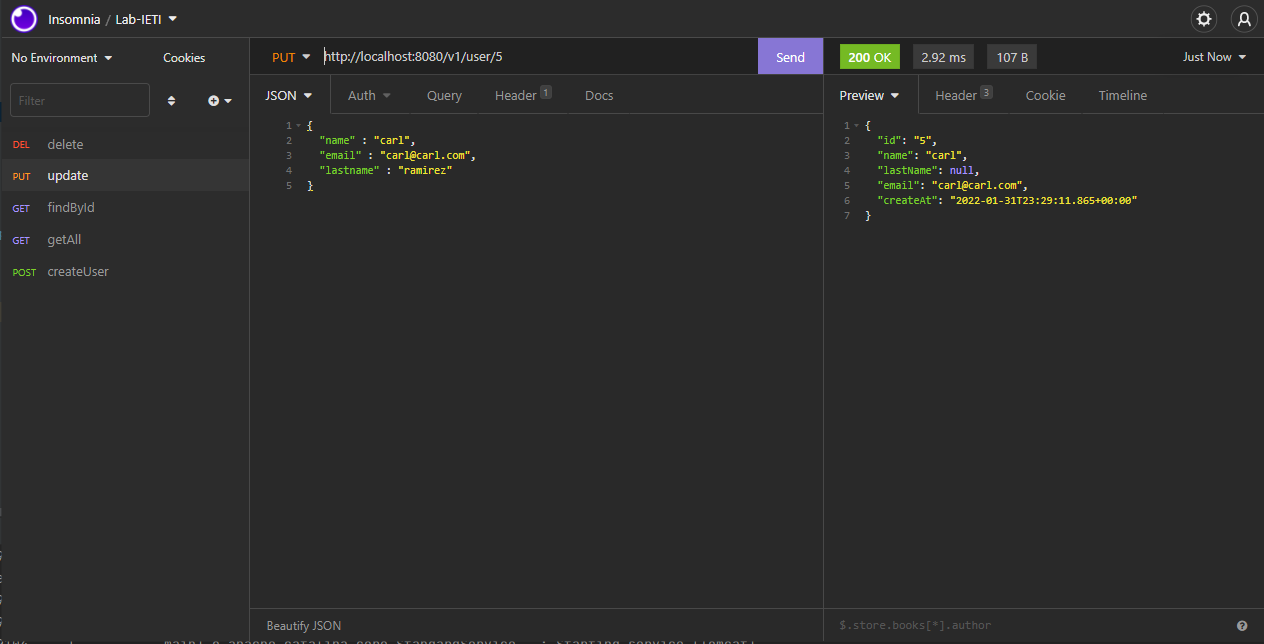 Insomnia / Lab-IETI
No Environment
Cookies
Filter
DEL delete
PUT update
GET findById
GET getAll
POST createUser
PUT http://localhost:8080/v1/user/5 Send
JSON Auth Query Header 1 Docs
1 {
2 "name" : "carl",
3 "email" : "carl@carl.com",
4 "lastname" : "ramirez"
5 }
Beautify JSON
200 OK 2.92 ms 107 B Just Now
Preview Header 3 Cookie Timeline
1 {
2 "id": "5",
3 "name": "carl",
4 "lastName": null,
5 "email": "carl@carl.com",
6 "createAt": "2022-01-31T23:29:11.865+00:00"
7 }
$.store.books[*].author